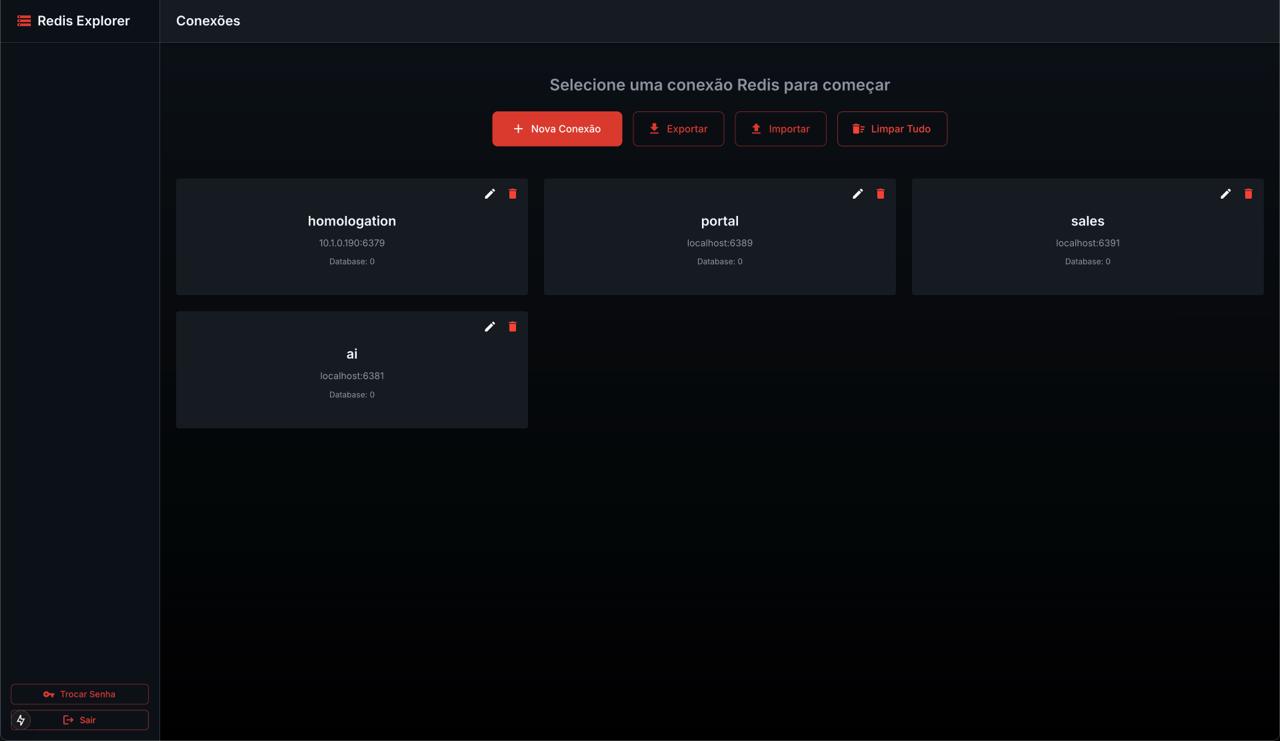 Redis Explorer
Conexões
Selecione uma conexão Redis para começar
Nova Conexão
Exportar
Importar
Limpar Tudo
homologation
10.1.0.190:6379
Database: 0
portal
localhost:6389
Database: 0
sales
localhost:6391
Database: 0
ai
localhost:6381
Database: 0
Trocar Senha
Sair